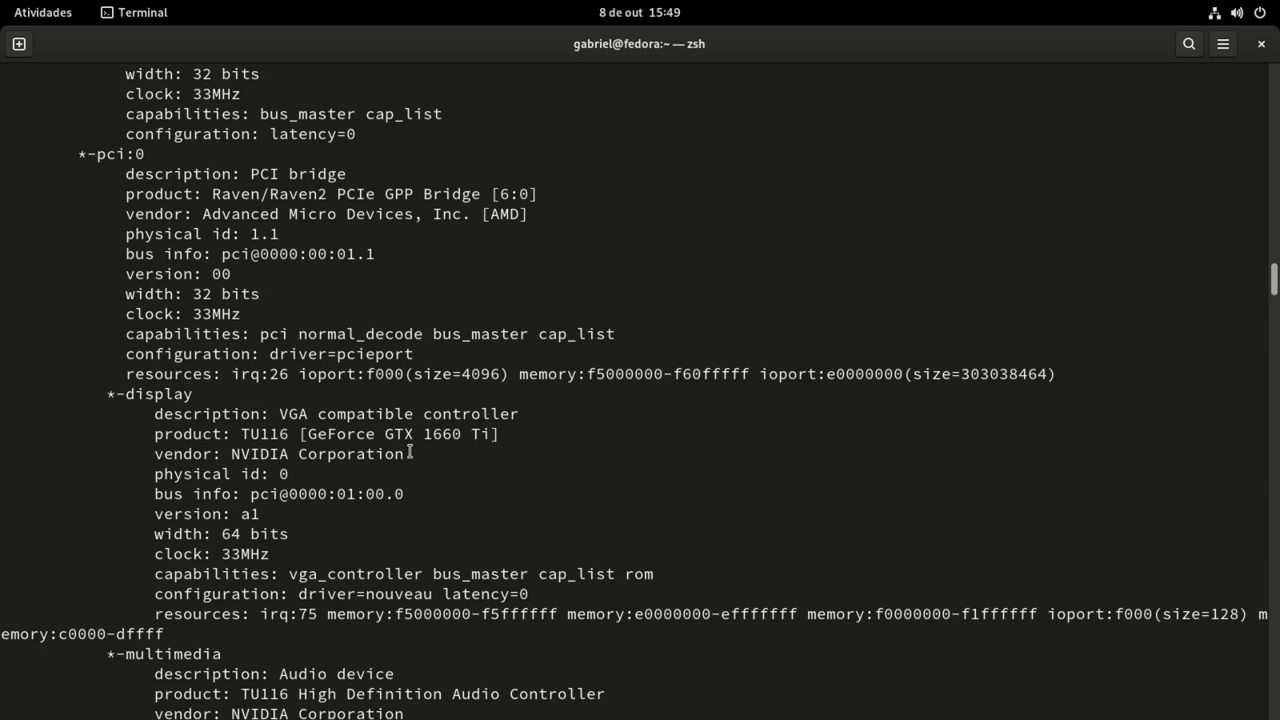 Atividades
Terminal
8 de out 15:49
gabriel@fedora:~ — zsh
width: 32 bits
clock: 33MHz
capabilities: bus_master cap_list
configuration: latency=0
*-pci:0
description: PCI bridge
product: Raven/Raven2 PCIe GPP Bridge [6:0]
vendor: Advanced Micro Devices, Inc. [AMD]
physical id: 1.1
bus info: pci@0000:00:01.1
version: 00
width: 32 bits
clock: 33MHz
capabilities: pci normal_decode bus_master cap_list
configuration: driver=pcieport
resources: irq:26 ioport:f000(size=4096) memory:f5000000-f60fffff ioport:e0000000(size=303038464)
*-display
description: VGA compatible controller
product: TU116 [GeForce GTX 1660 Ti]
vendor: NVIDIA Corporation
physical id: 0
bus info: pci@0000:01:00.0
version: a1
width: 64 bits
clock: 33MHz
capabilities: vga_controller bus_master cap_list rom
configuration: driver=nouveau latency=0
resources: irq:75 memory:f5000000-f5ffffff memory:e0000000-efffffff memory:f0000000-f1ffffff ioport:f000(size=128) m
emory:c0000-dffff
*-multimedia
description: Audio device
product: TU116 High Definition Audio Controller
vendor: NVIDIA Corporation